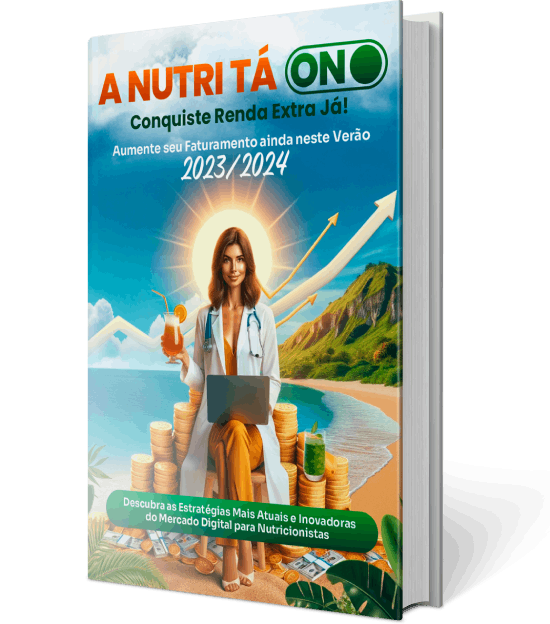 A NUTRI TÁ ON
Conquiste Renda Extra Já!
Aumente seu Faturamento ainda neste Verão
2023/2024
Descubra as Estratégias Mais Atuais e Inovadoras
do Mercado Digital para Nutricionistas